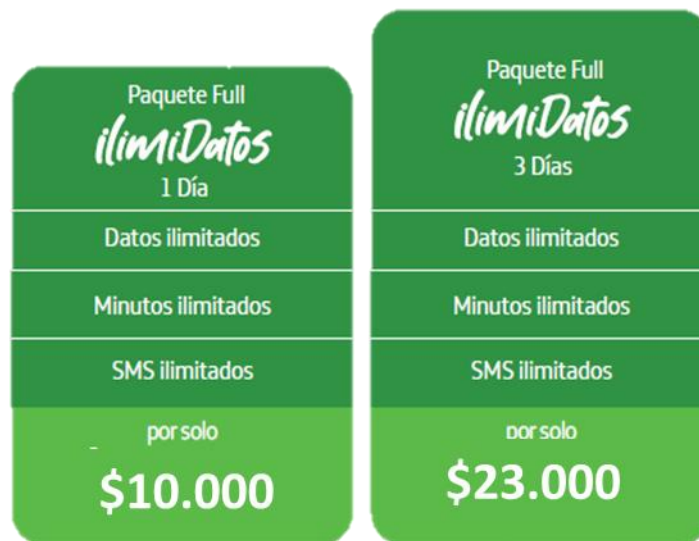 Paquete Full
ilimiDatos
1 Día
Datos ilimitados
Minutos ilimitados
SMS ilimitados
por solo
$10.000
Paquete Full
ilimiDatos
3 Días
Datos ilimitados
Minutos ilimitados
SMS ilimitados
por solo
$23.000